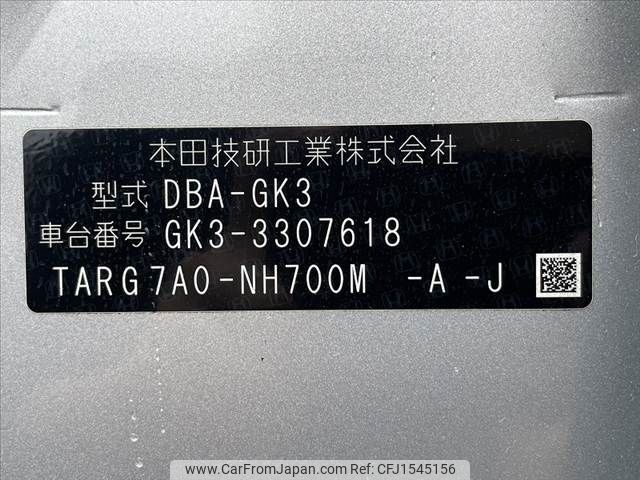 本田技研工業株式会社
型式 DBA-GK3
車台番号 GK3-3307618
TARG 7A0-NH700M -A -J
www.CarFromJapan.com - CFJ1545156